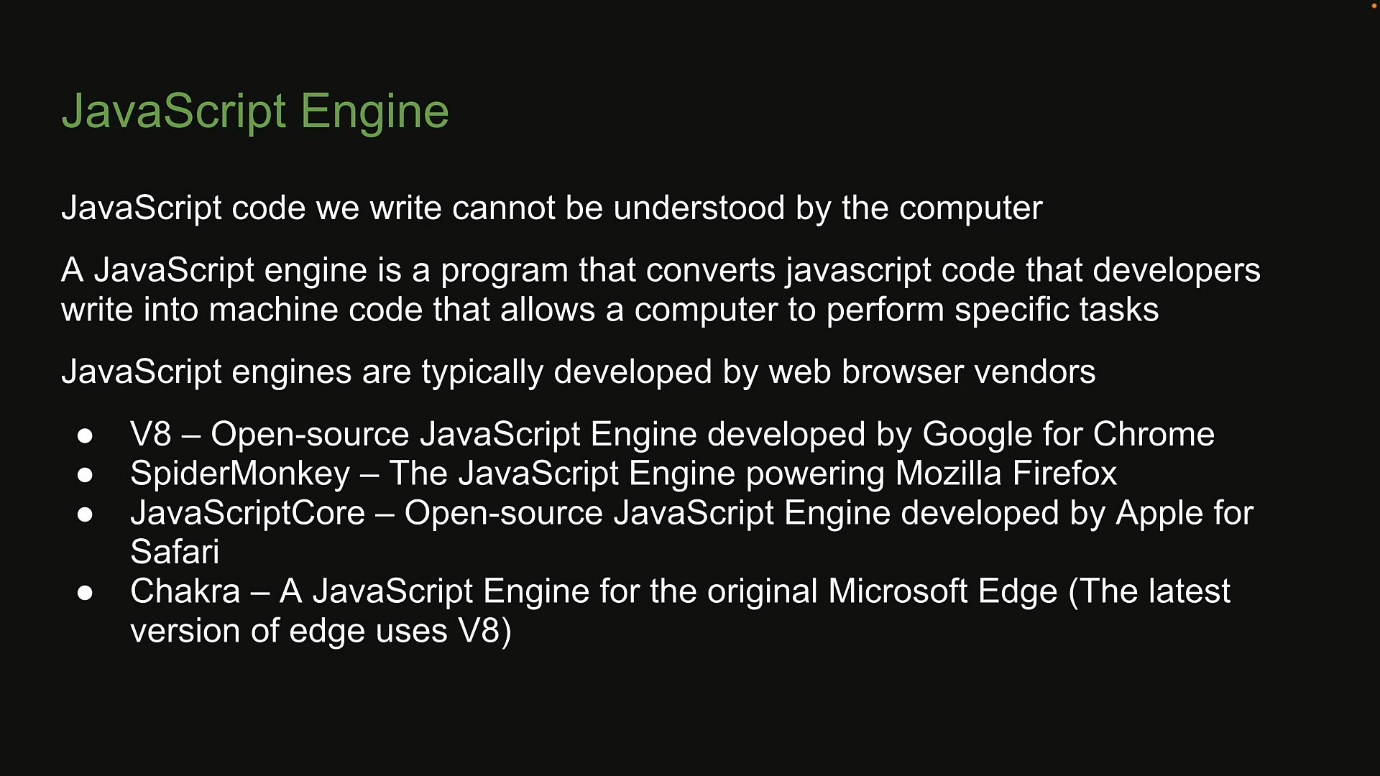 JavaScript Engine
JavaScript code we write cannot be understood by the computer
A JavaScript engine is a program that converts javascript code that developers
write into machine code that allows a computer to perform specific tasks
JavaScript engines are typically developed by web browser vendors
● V8 – Open-source JavaScript Engine developed by Google for Chrome
● SpiderMonkey – The JavaScript Engine powering Mozilla Firefox
● JavaScriptCore – Open-source JavaScript Engine developed by Apple for
Safari
● Chakra – A JavaScript Engine for the original Microsoft Edge (The latest
version of edge uses V8)